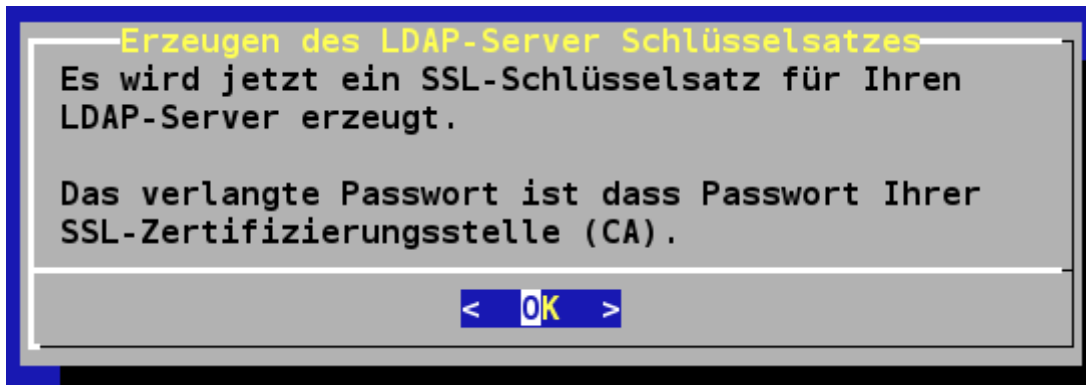 Erzeugen des LDAP-Server Schlüsselsatzes
Es wird jetzt ein SSL-Schlüsselsatz für Ihren
LDAP-Server erzeugt.
Das verlangte Passwort ist dass Passwort Ihrer
SSL-Zertifizierungsstelle (CA).
<  OK  >